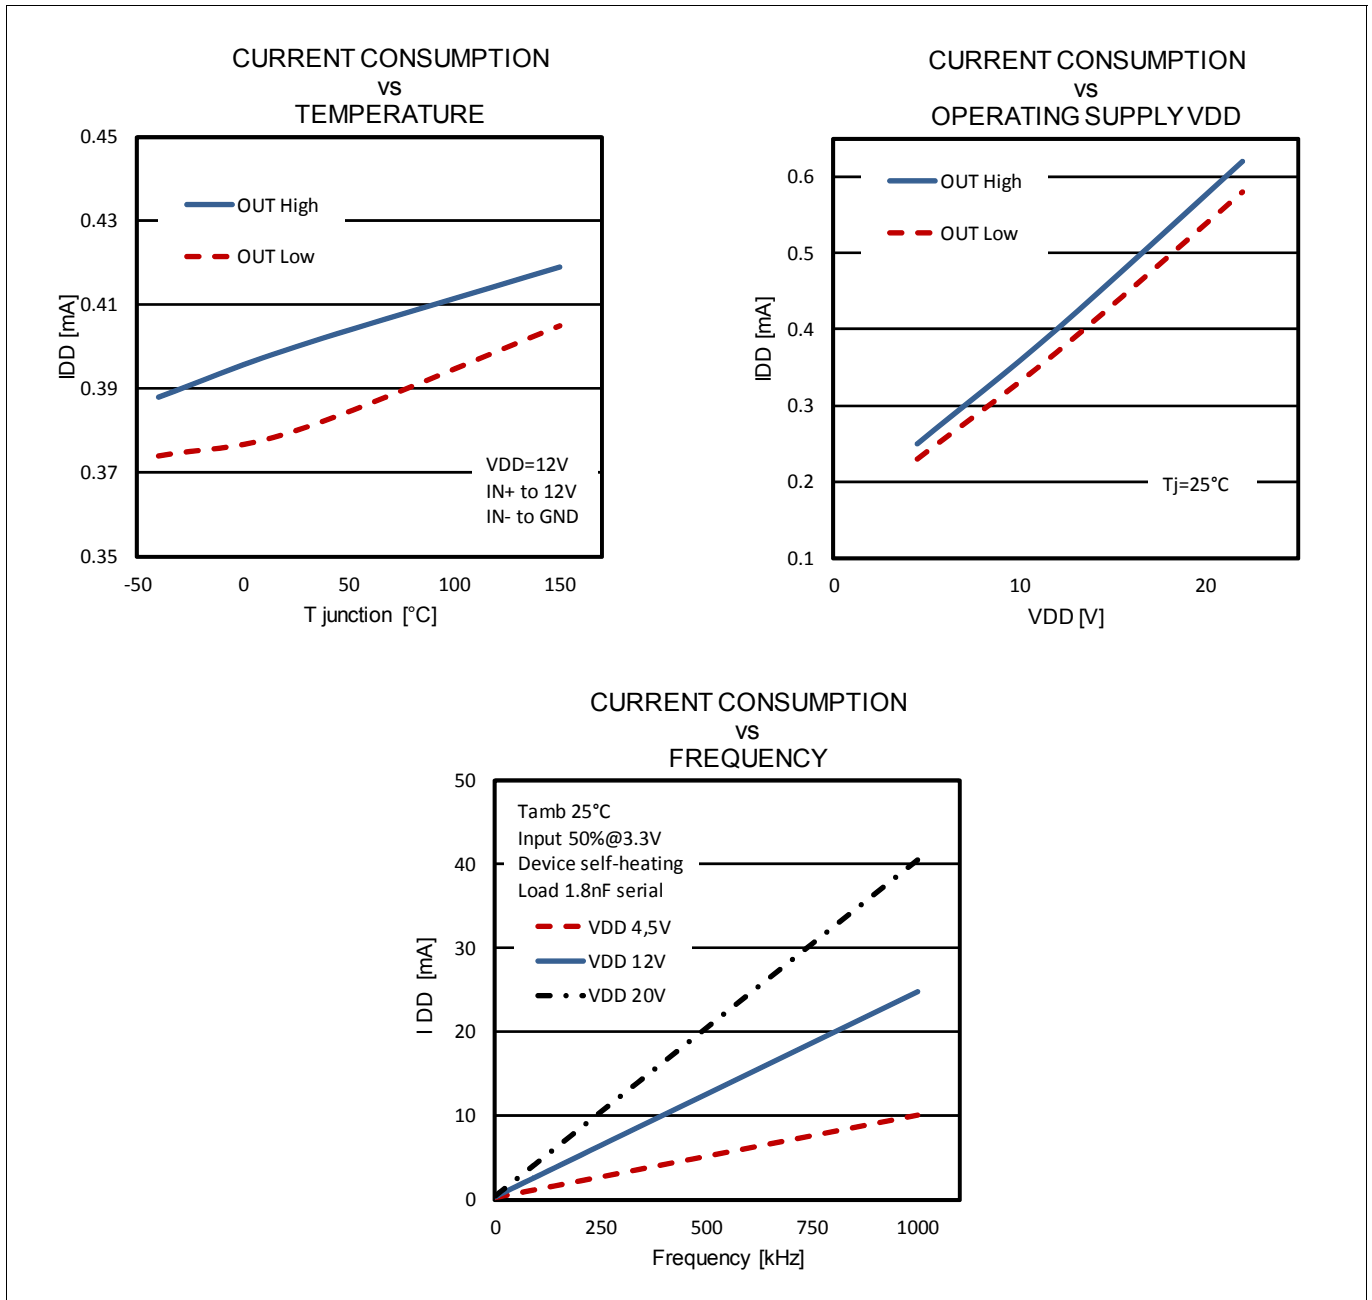 CURRENT CONSUMPTION
vs
TEMPERATURE
0.45
0.43
0.41
0.39
0.37
0.35
IDD [mA]
OUT High
OUT Low
VDD=12V
IN+ to 12V
IN- to GND
-50 0 50 100 150
T junction [°C]
CURRENT CONSUMPTION
vs
OPERATING SUPPLY VDD
0.6
0.5
0.4
0.3
0.2
0.1
IDD [mA]
OUT High
OUT Low
Tj=25°C
0 10 20
VDD [V]
CURRENT CONSUMPTION
vs
FREQUENCY
50
40
30
20
10
0
I DD [mA]
Tamb 25°C
Input 50%@3.3V
Device self-heating
Load 1.8nF serial
VDD 4,5V
VDD 12V
VDD 20V
0 250 500 750 1000
Frequency [kHz]